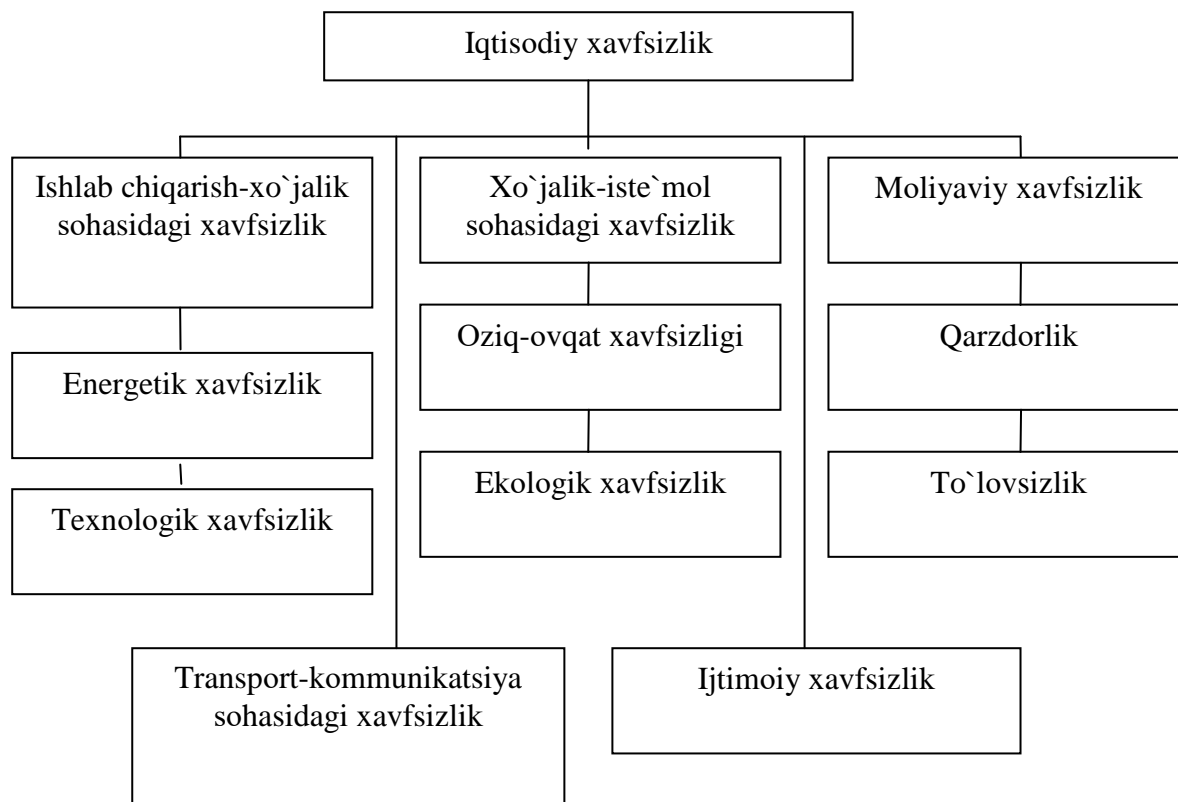 Iqtisodiy xavfsizlik
Ishlab chiqarish-xo`jalik
sohasidagi xavfsizlik
Xo`jalik-iste`mol
sohasidagi xavfsizlik
Moliyaviy xavfsizlik
Energetik xavfsizlik
Oziq-ovqat xavfsizligi
Qarzdorlik
Texnologik xavfsizlik
Ekologik xavfsizlik
To`lovsizlik
Transport-kommunikatsiya
sohasidagi xavfsizlik
Ijtimoiy xavfsizlik